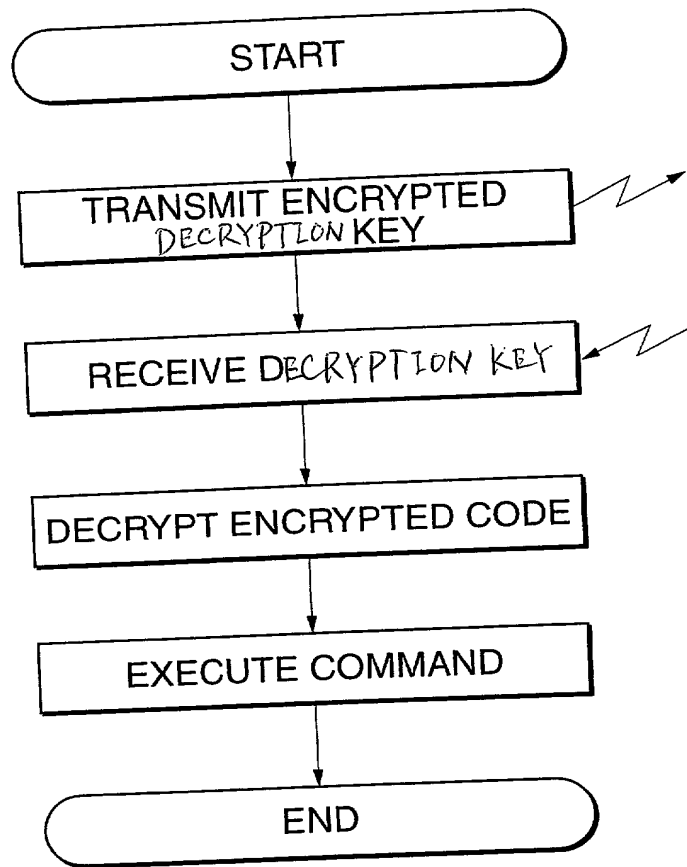 START
TRANSMIT ENCRYPTED
DECRYPTION KEY
RECEIVE DECRYPTION KEY
DECRYPT ENCRYPTED CODE
EXECUTE COMMAND
END